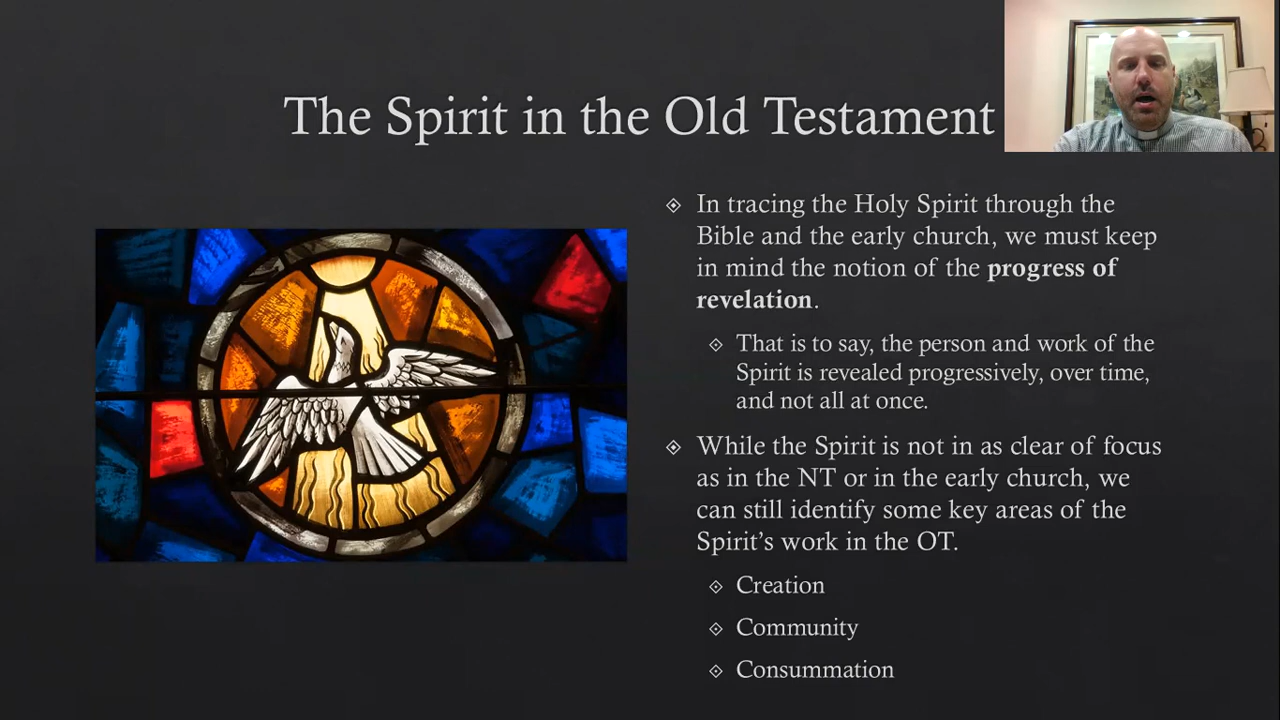 The Spirit in the Old Testament
In tracing the Holy Spirit through the
Bible and the early church, we must keep
in mind the notion of the progress of
revelation.
That is to say, the person and work of the
Spirit is revealed progressively, over time,
and not all at once.
While the Spirit is not in as clear of focus
as in the NT or in the early church, we
can still identify some key areas of the
Spirit’s work in the OT.
Creation
Community
Consummation